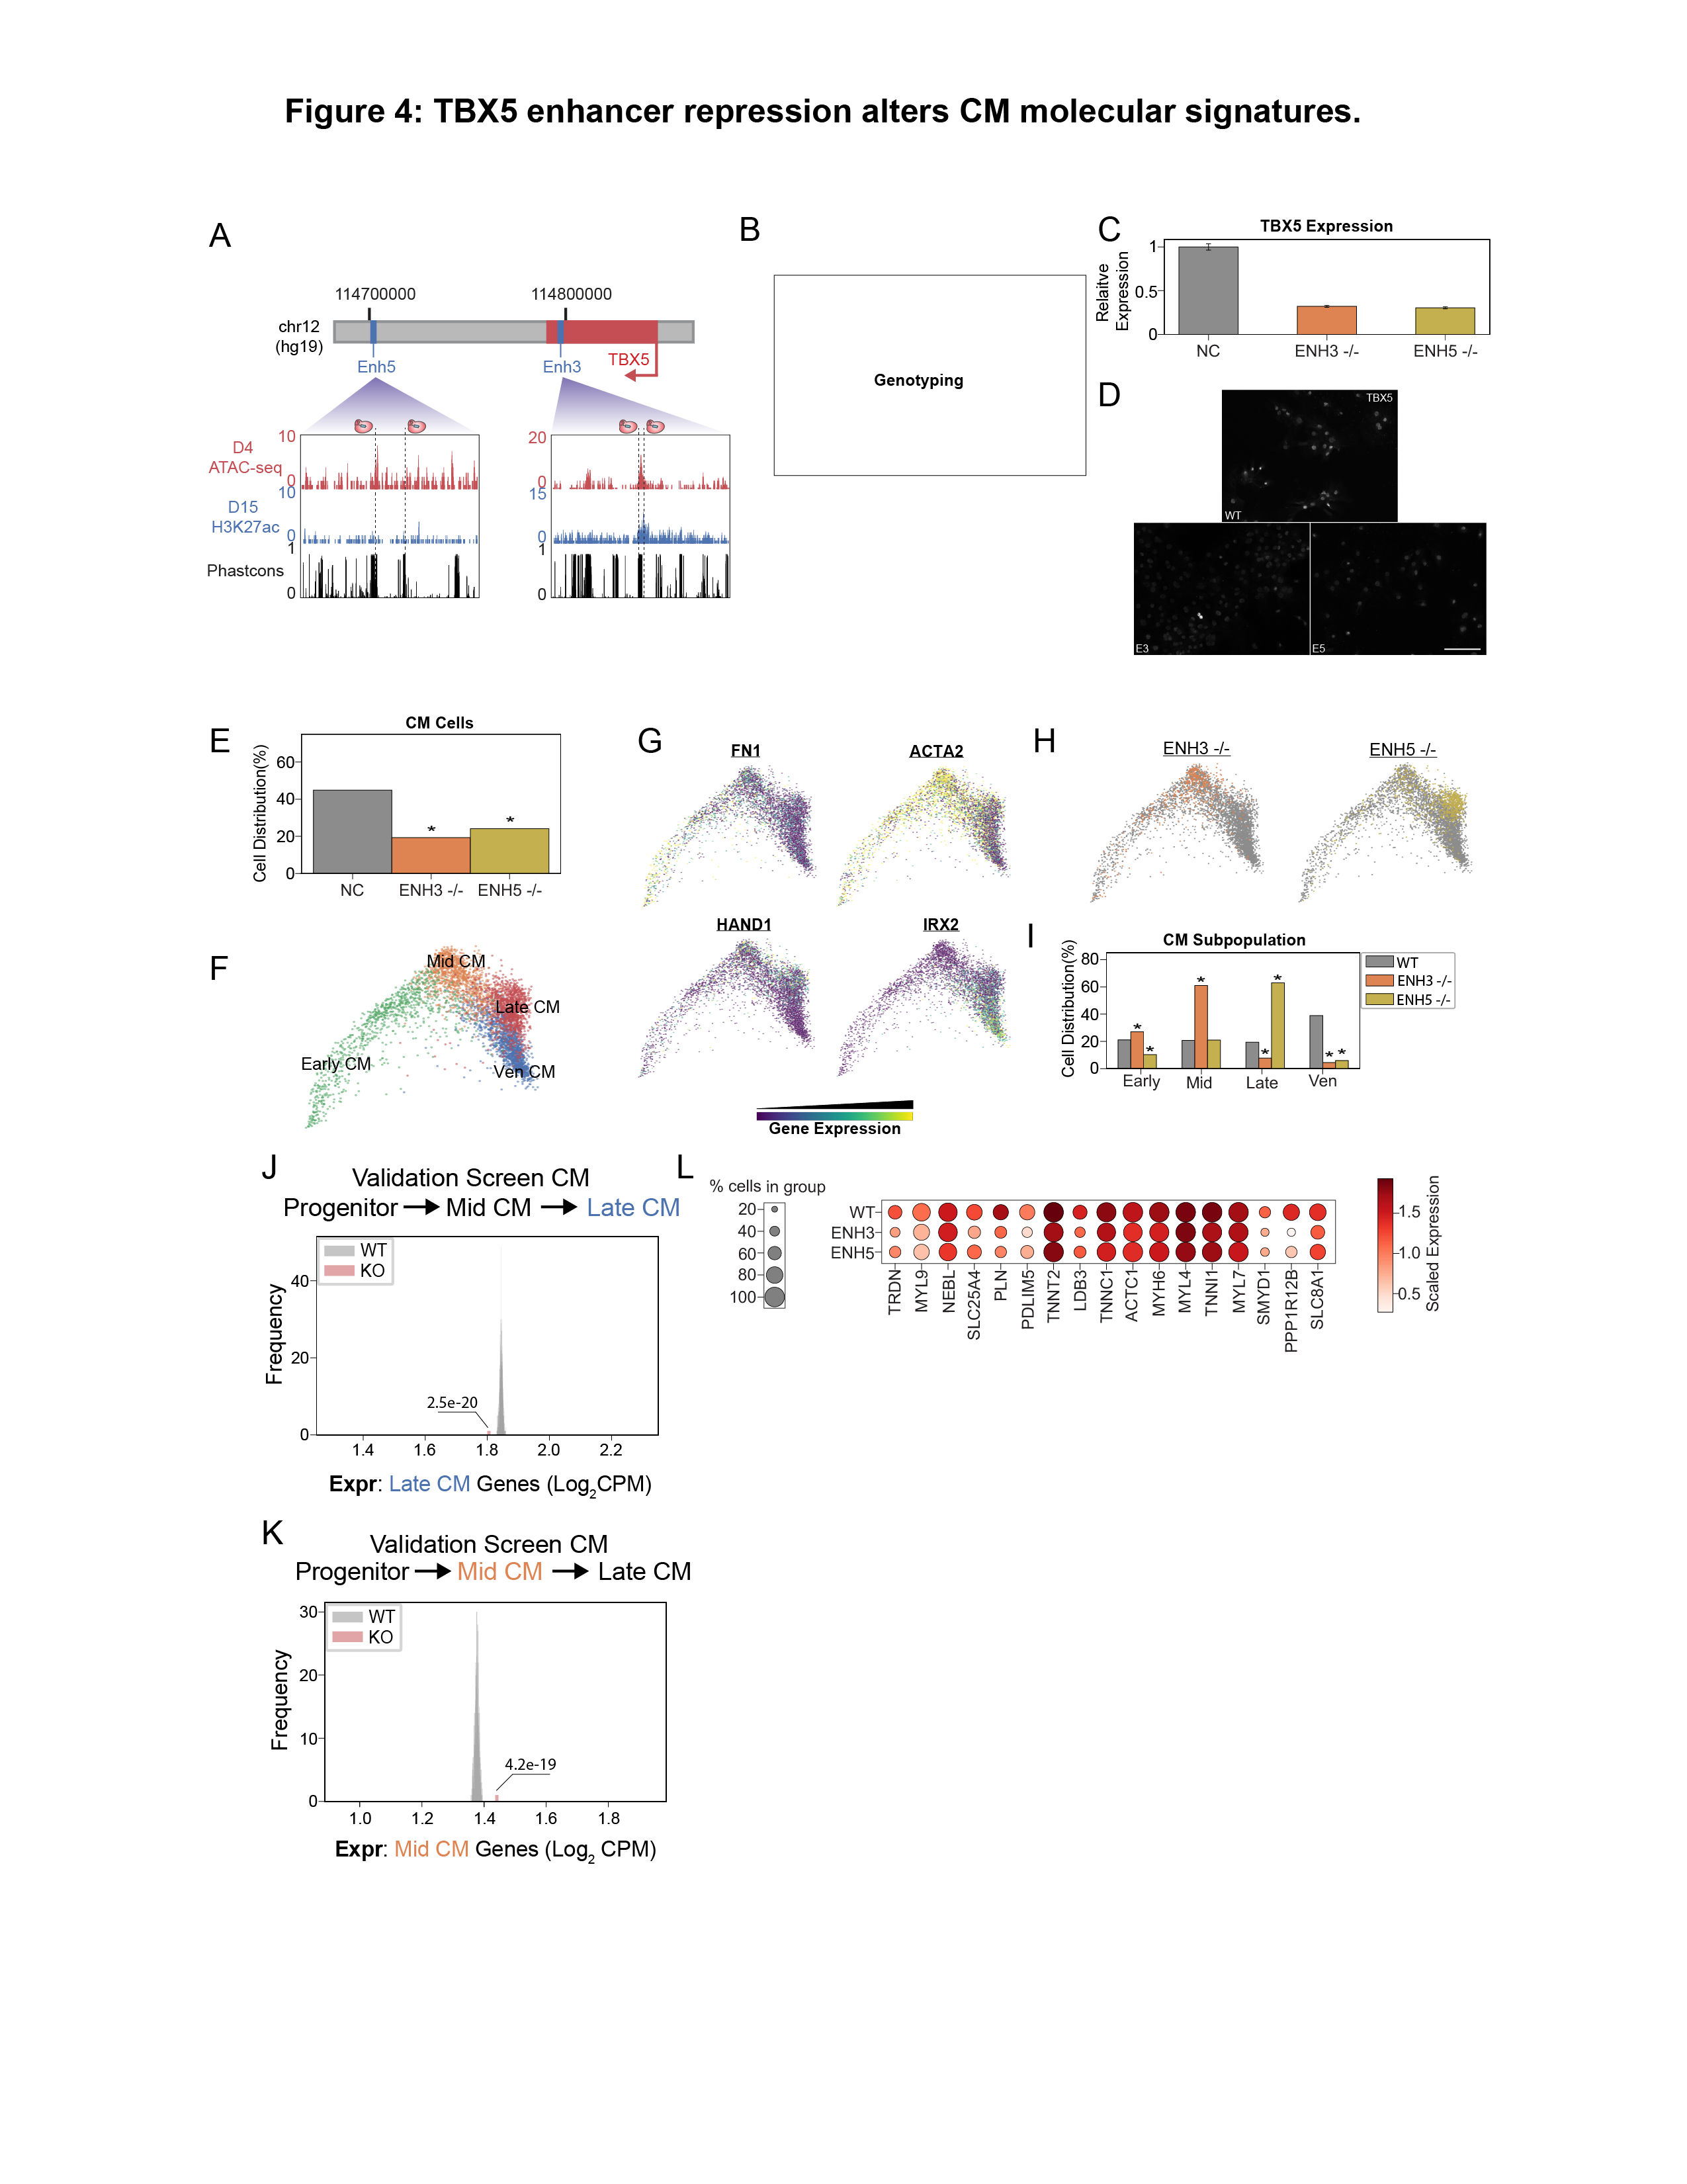 Figure 4: TBX5 enhancer repression alters CM molecular signatures.
A
114700000
114800000
chr12
(hg19)
Enh5
Enh3
TBX5
10
D4
ATAC-seq
0
10
D15
H3K27ac
0
1
Phastcons
0
20
0
15
0
1
0
B
Genotyping
C
TBX5 Expression
Relaitve
Expression
1
0.5
0
NC
ENH3 -/-
ENH5 -/-
D
TBX5
WT
E3
E5
E
CM Cells
Cell Distribution(%)
60
40
20
0
*
*
NC
ENH3 -/-
ENH5 -/-
F
Mid CM
Late CM
Early CM
Ven CM
G
FN1
ACTA2
HAND1
IRX2
Gene Expression
H
ENH3 -/-
ENH5 -/-
I
CM Subpopulation
Cell Distribution(%)
80
60
40
20
0
*
*
*
*
*
*
*
Early
Mid
Late
Ven
WT
ENH3 -/-
ENH5 -/-
J
Validation Screen CM
Progenitor → Mid CM → Late CM
WT
KO
Frequency
40
20
0
2.5e-20
1.4
1.6
1.8
2.0
2.2
Expr: Late CM Genes (Log2CPM)
K
Validation Screen CM
Progenitor → Mid CM → Late CM
WT
KO
Frequency
30
20
10
0
4.2e-19
1.0
1.2
1.4
1.6
1.8
Expr: Mid CM Genes (Log2 CPM)
L
% cells in group
20
40
60
80
100
WT
ENH3
ENH5
TRDN
MYL9
NEBL
SLC25A4
PLN
PDLIM5
TNNT2
LDB3
TNNC1
ACTC1
MYH6
MYL4
TNNI1
MYL7
SMYD1
PPP1R12B
SLC8A1
1.5
1.0
0.5
Scaled Expression